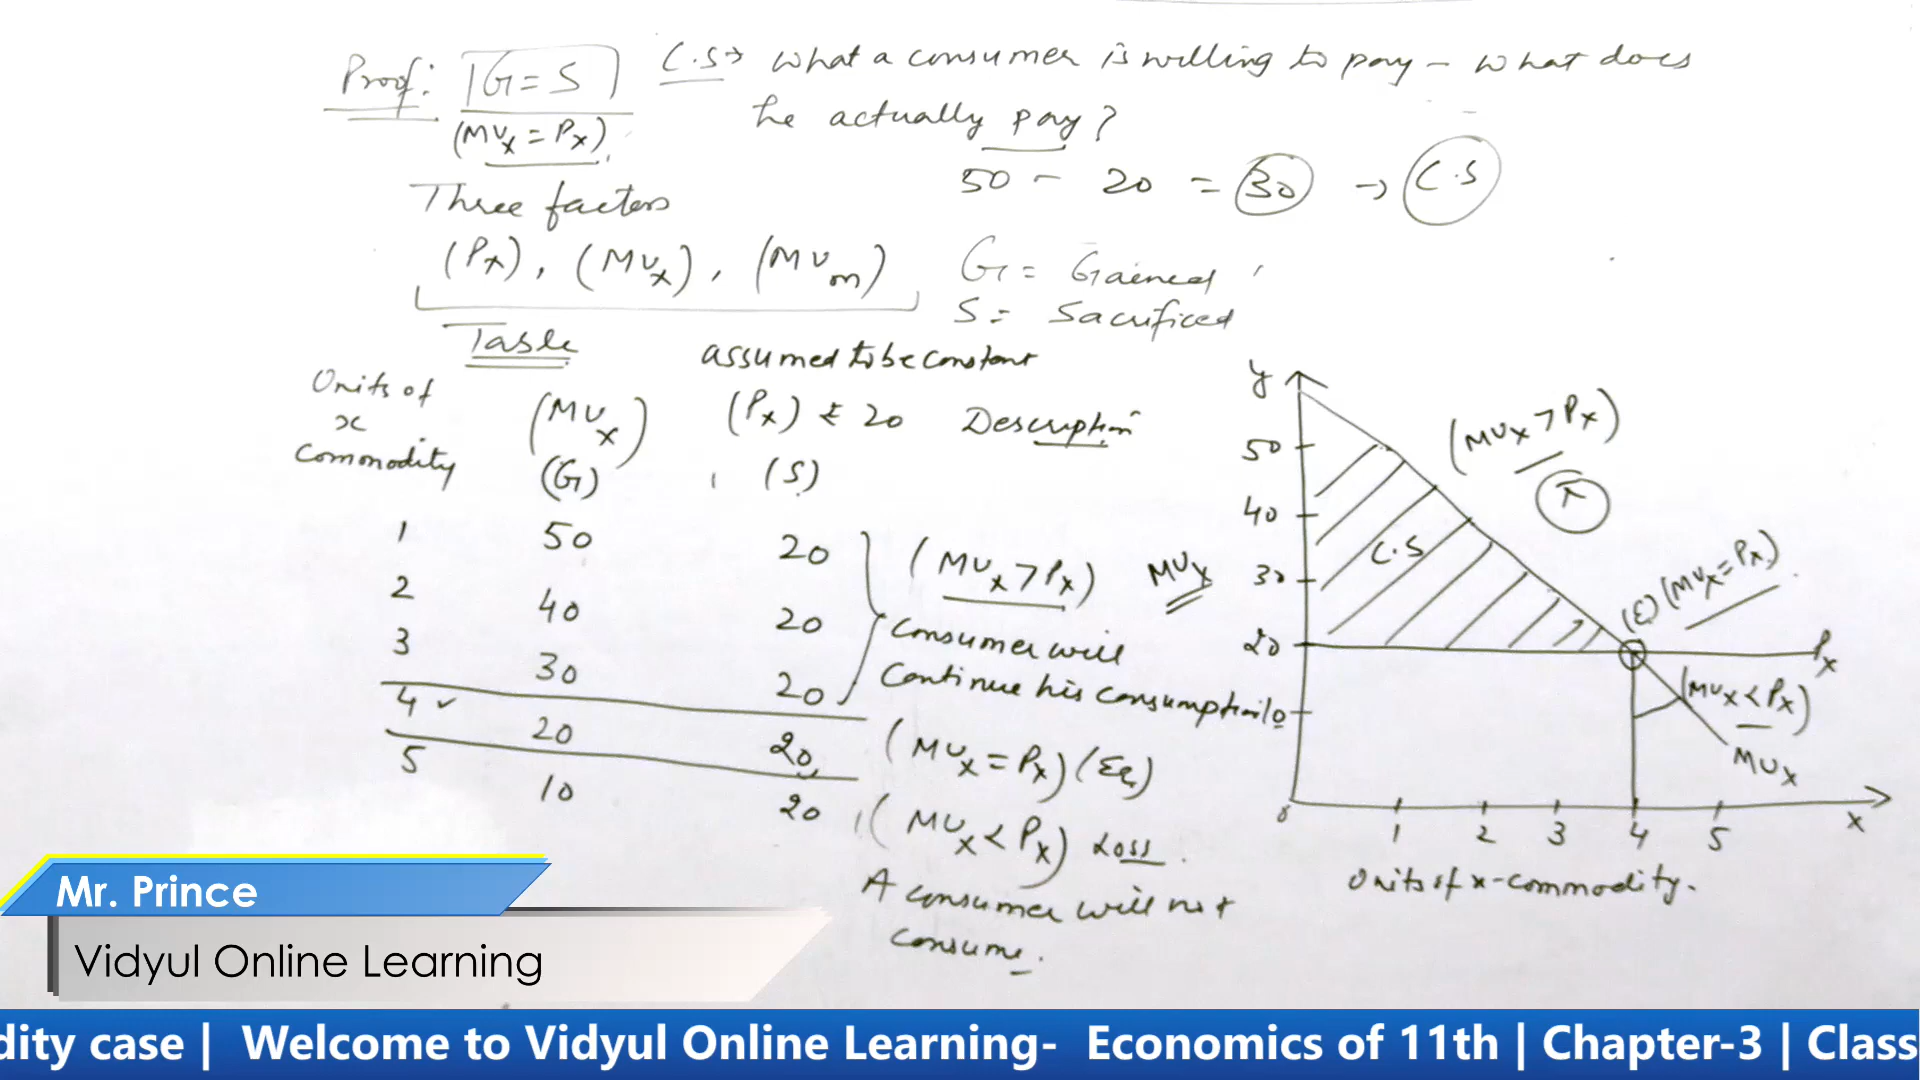 Proof: G = S
(MUx = Px)
C.S → What a consumer is willing to pay - What does
he actually pay?
50 - 20 = 30 → C.S
Three factors
(Px), (MUx), (MUm)
G = Gained
S = Sacrificed
Table
assumed to be constant
Units of x commodity (MUx) (G) (Px) ₹ 20 (S) Description
1 50 20
2 40 20
3 30 20
(MUx > Px)
Consumer will
Continue his consumption
4 ✓ 20 20 (MUx = Px) (Eq)
5 10 20 (MUx < Px) Loss
A consumer will not
consume.
MUx
y
50
40
30
20
10
0
1 2 3 4 5
x
Units of x-commodity.
C.S
(MUx > Px)
(E) (MUx = Px)
Px
(MUx < Px)
MUx
Mr. Prince
Vidyul Online Learning
dity case | Welcome to Vidyul Online Learning- Economics of 11th | Chapter-3 | Class